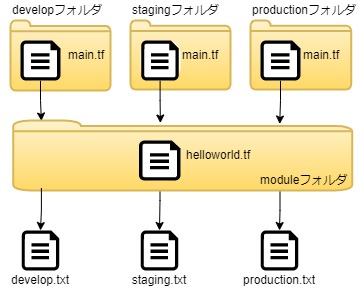 developフォルダ
stagingフォルダ
productionフォルダ
main.tf
main.tf
main.tf
helloworld.tf
moduleフォルダ
develop.txt
staging.txt
production.txt